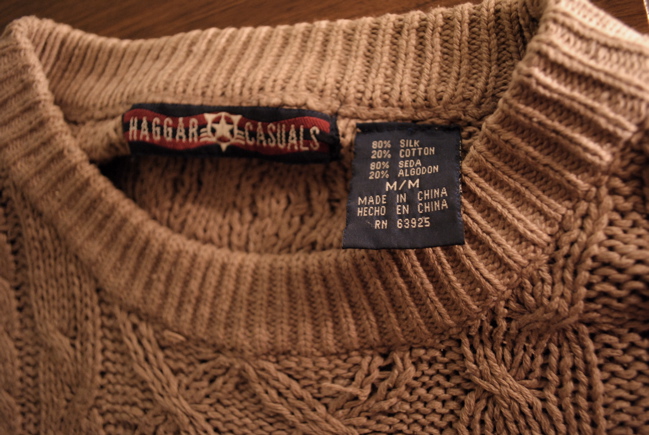 HAGGAR CASUALS
80% SILK
20% COTTON
80% SEDA
20% ALGODON
M/M
MADE IN CHINA
HECHO EN CHINA
RN 63925